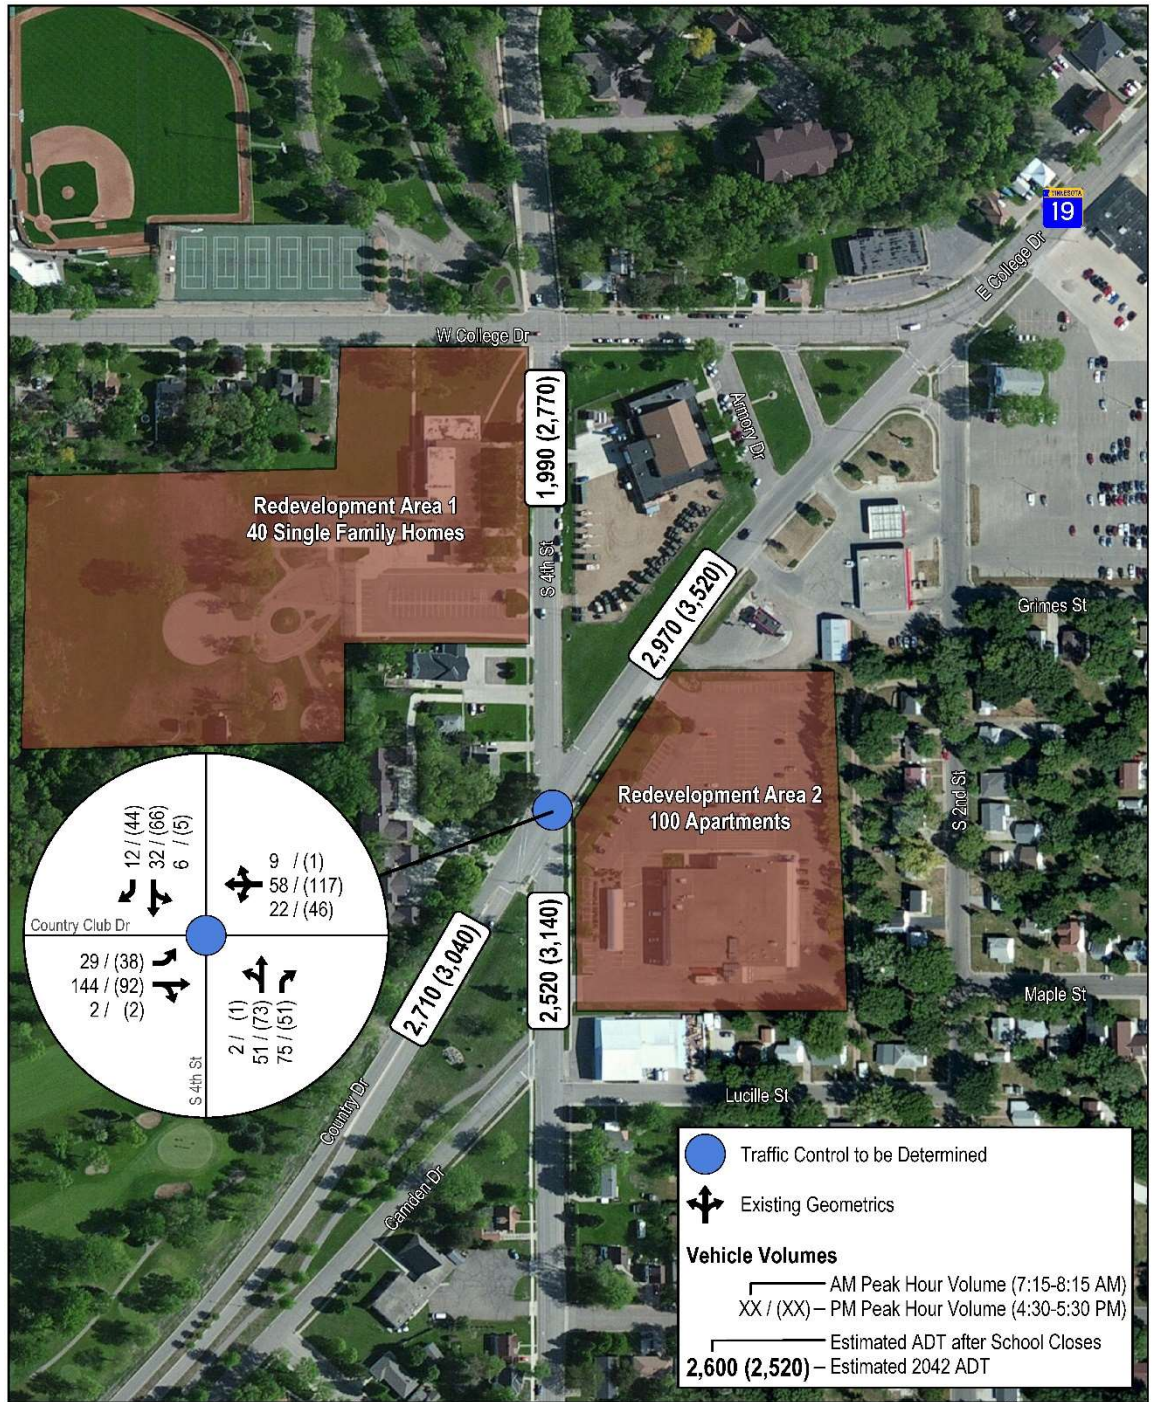 MINNESOTA
19
E College Dr
W College Dr
1,990 (2,770)
Armory Dr
Redevelopment Area 1
40 Single Family Homes
S 4th St
2,970 (3,520)
Grimes St
Redevelopment Area 2
100 Apartments
S 2nd St
12 / (44)
32 / (66)
6 / (5)
9 / (1)
58 / (117)
22 / (46)
Country Club Dr
29 / (38)
144 / (92)
2 / (2)
2 / (1)
51 / (73)
75 / (51)
S 4th St
2,710 (3,040)
2,520 (3,140)
Maple St
Lucille St
Country Dr
Camden Dr
Traffic Control to be Determined
Existing Geometrics
Vehicle Volumes
AM Peak Hour Volume (7:15-8:15 AM)
XX / (XX) PM Peak Hour Volume (4:30-5:30 PM)
Estimated ADT after School Closes
2,600 (2,520) Estimated 2042 ADT